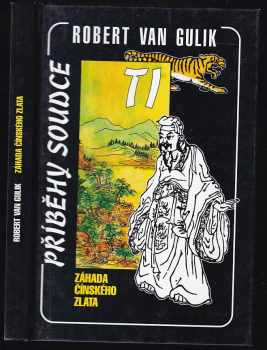 ROBERT VAN GULIK ZÁHADA ČÍNSKÉHO ZLATA
ROBERT VAN GULIK
PŘÍBĚHY SOUDCE
TI
ZÁHADA
ČÍNSKÉHO
ZLATA